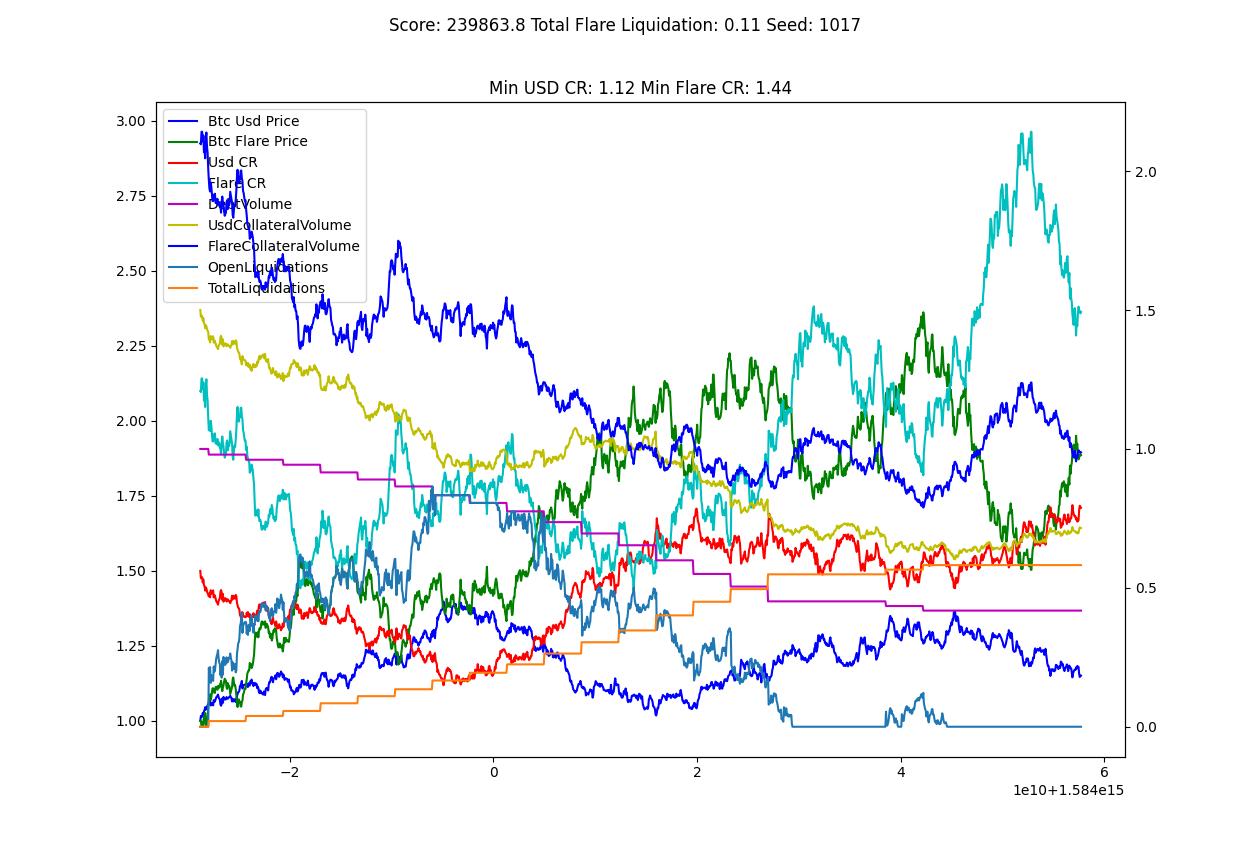 Score: 239863.8 Total Flare Liquidation: 0.11 Seed: 1017
Min USD CR: 1.12 Min Flare CR: 1.44
Btc Usd Price
Btc Flare Price
Usd CR
Flare CR
DebtVolume
UsdCollateralVolume
FlareCollateralVolume
OpenLiquidations
TotalLiquidations
3.00
2.75
2.50
2.25
2.00
1.75
1.50
1.25
1.00
2.0
1.5
1.0
0.5
0.0
−2
0
2
4
6
1e10+1.584e15